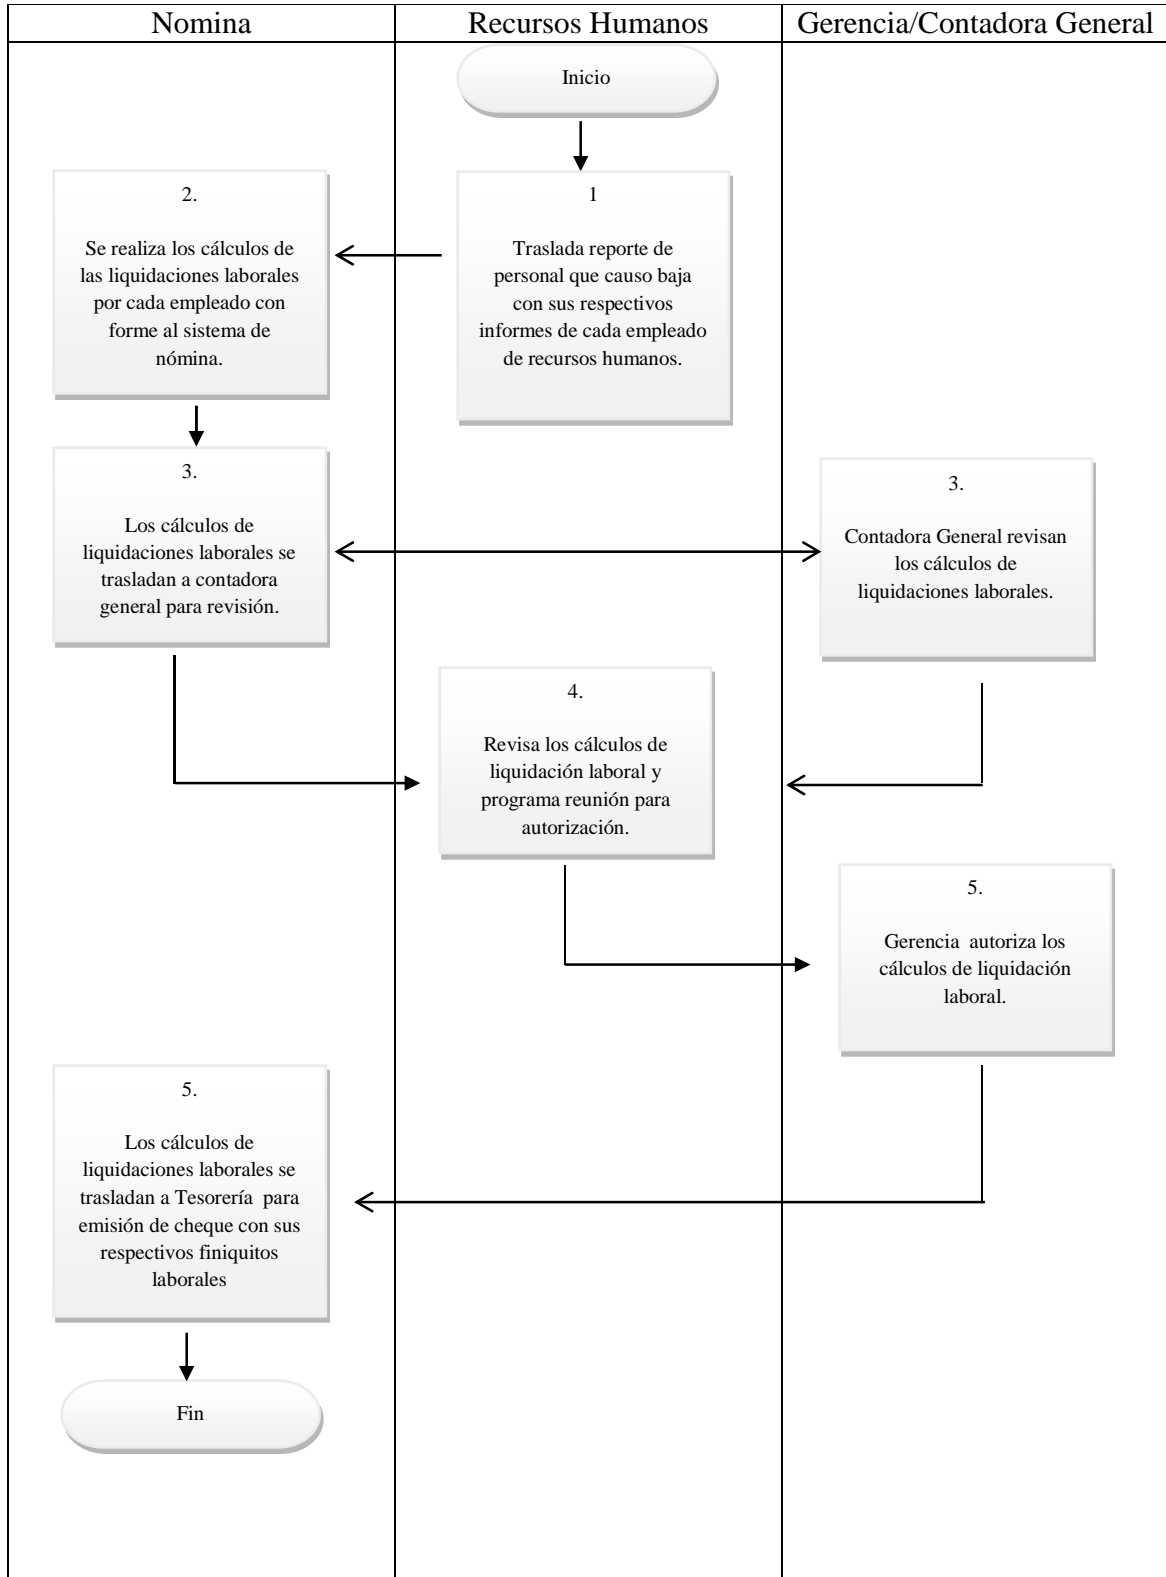 Nomina
Recursos Humanos
Gerencia/Contadora General
Inicio
1
Traslada reporte de
personal que causo baja
con sus respectivos
informes de cada empleado
de recursos humanos.
2.
Se realiza los cálculos de
las liquidaciones laborales
por cada empleado con
forme al sistema de
nómina.
3.
Los cálculos de
liquidaciones laborales se
trasladan a contadora
general para revisión.
3.
Contadora General revisan
los cálculos de
liquidaciones laborales.
4.
Revisa los cálculos de
liquidación laboral y
programa reunión para
autorización.
5.
Gerencia  autoriza los
cálculos de liquidación
laboral.
5.
Los cálculos de
liquidaciones laborales se
trasladan a Tesorería  para
emisión de cheque con sus
respectivos finiquitos
laborales
Fin